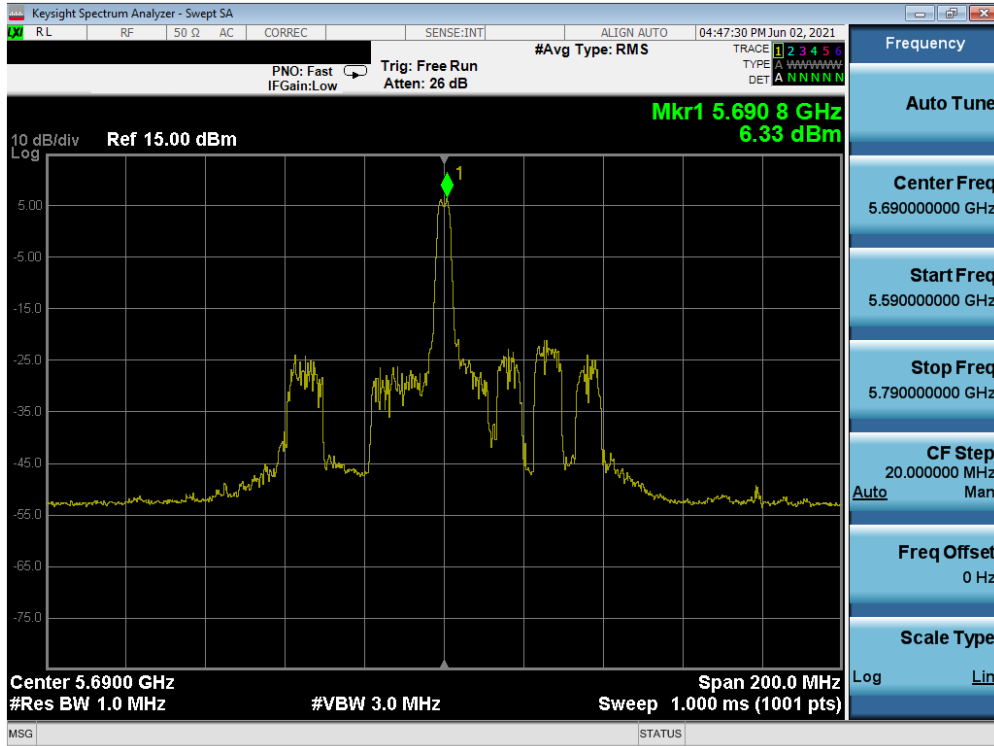 Keysight Spectrum Analyzer - Swept SA
LXI RL RF 50 Ω AC CORREC SENSE:INT ALIGN AUTO 04:47:30 PM Jun 02, 2021
#Avg Type: RMS TRACE 1 2 3 4 5 6
PNO: Fast Trig: Free Run TYPE A WWWWW
IFGain:Low Atten: 26 dB DET A N N N N N
Mkr1 5.690 8 GHz
6.33 dBm
10 dB/div Ref 15.00 dBm
Log
1
5.00
-5.00
-15.0
-25.0
-35.0
-45.0
-55.0
-65.0
-75.0
Center 5.6900 GHz Span 200.0 MHz
#Res BW 1.0 MHz #VBW 3.0 MHz Sweep 1.000 ms (1001 pts)
MSG STATUS
Frequency
Auto Tune
Center Freq
5.690000000 GHz
Start Freq
5.590000000 GHz
Stop Freq
5.790000000 GHz
CF Step
20.000000 MHz
Auto Man
Freq Offset
0 Hz
Scale Type
Log Lin